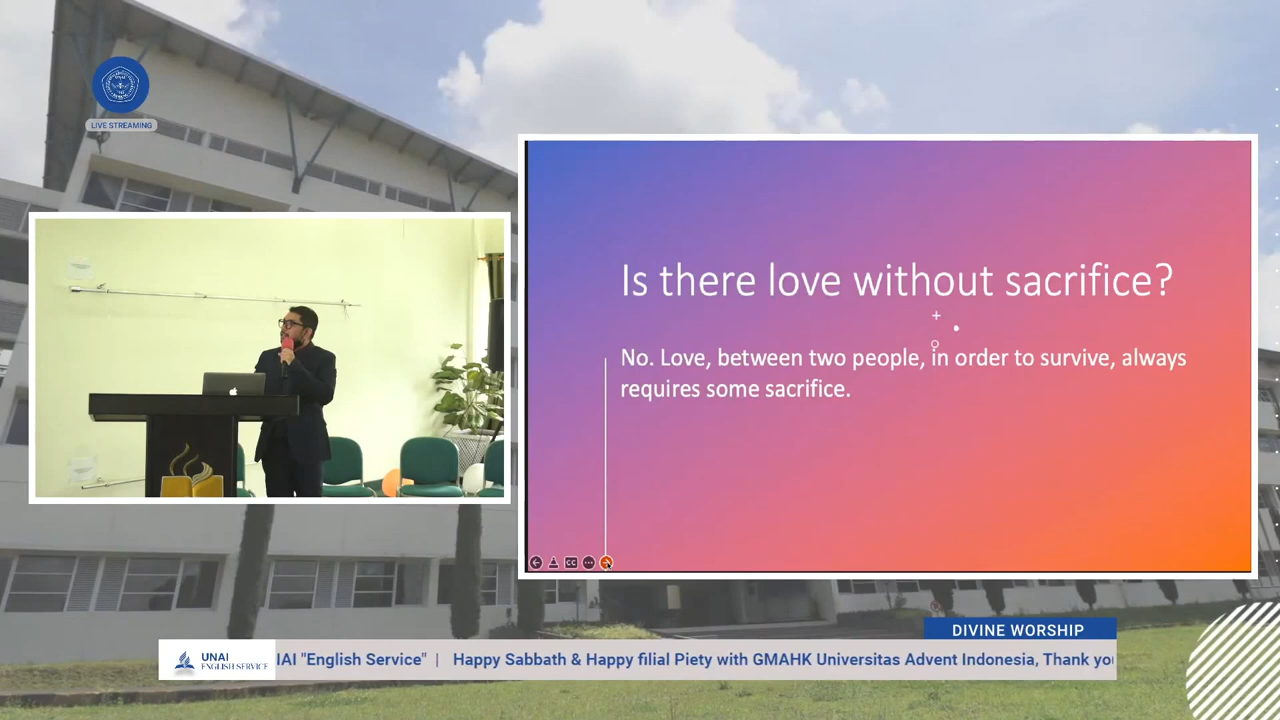 LIVE STREAMING
Is there love without sacrifice?
No. Love, between two people, in order to survive, always
requires some sacrifice.
CC
DIVINE WORSHIP
UNAI
ENGLISH SERVICE
IAI "English Service" | Happy Sabbath & Happy filial Piety with GMAHK Universitas Advent Indonesia, Thank you